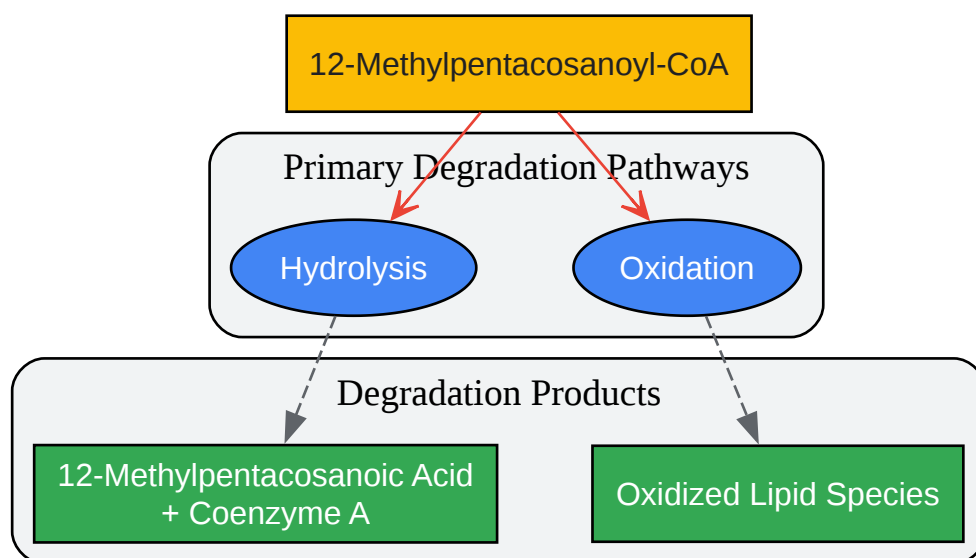 12-Methylpentacosanoyl-CoA
Primary Degradation Pathways
Hydrolysis
Oxidation
Degradation Products
12-Methylpentacosanoic Acid
+ Coenzyme A
Oxidized Lipid Species